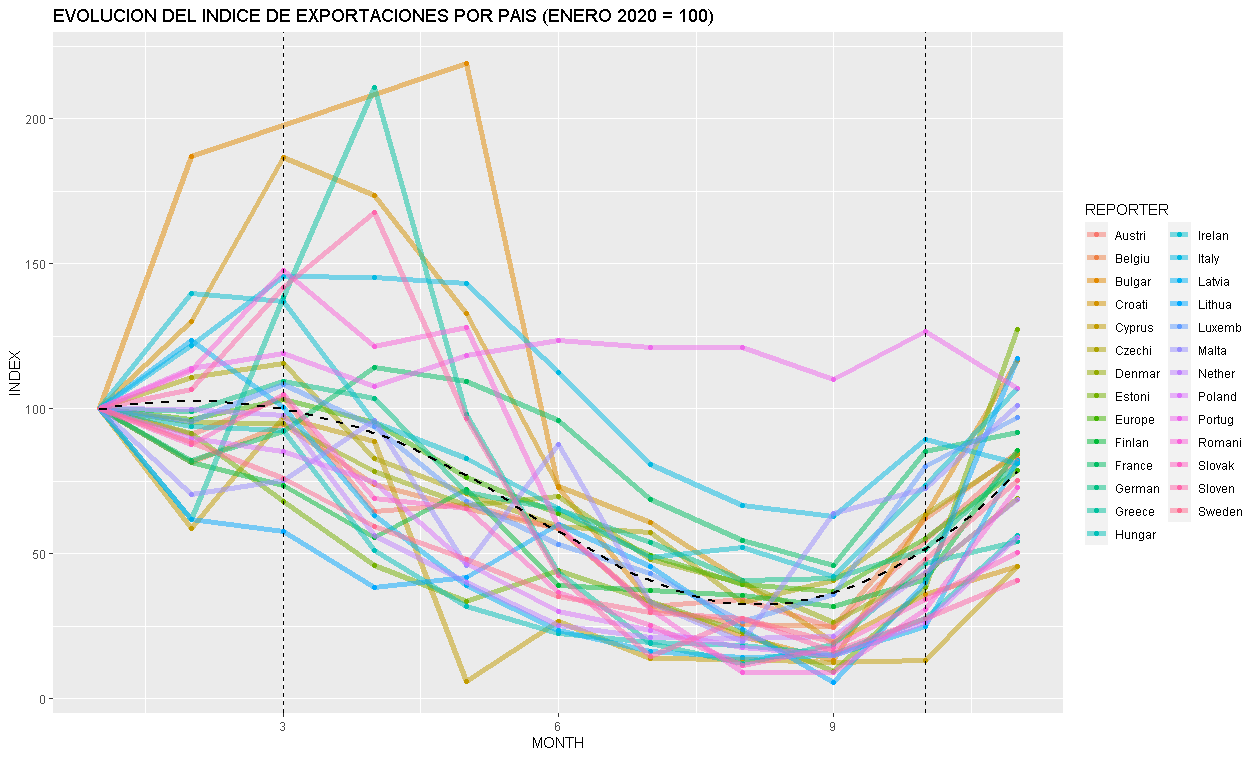 EVOLUCION DEL INDICE DE EXPORTACIONES POR PAIS (ENERO 2020 = 100)
INDEX
200
150
100
50
0
3
6
9
MONTH
REPORTER
Austri
Belgiu
Bulgar
Croati
Cyprus
Czechi
Denmar
Estoni
Europe
Finlan
France
German
Greece
Hungar
Irelan
Italy
Latvia
Lithua
Luxemb
Malta
Nether
Poland
Portug
Romani
Slovak
Sloven
Sweden